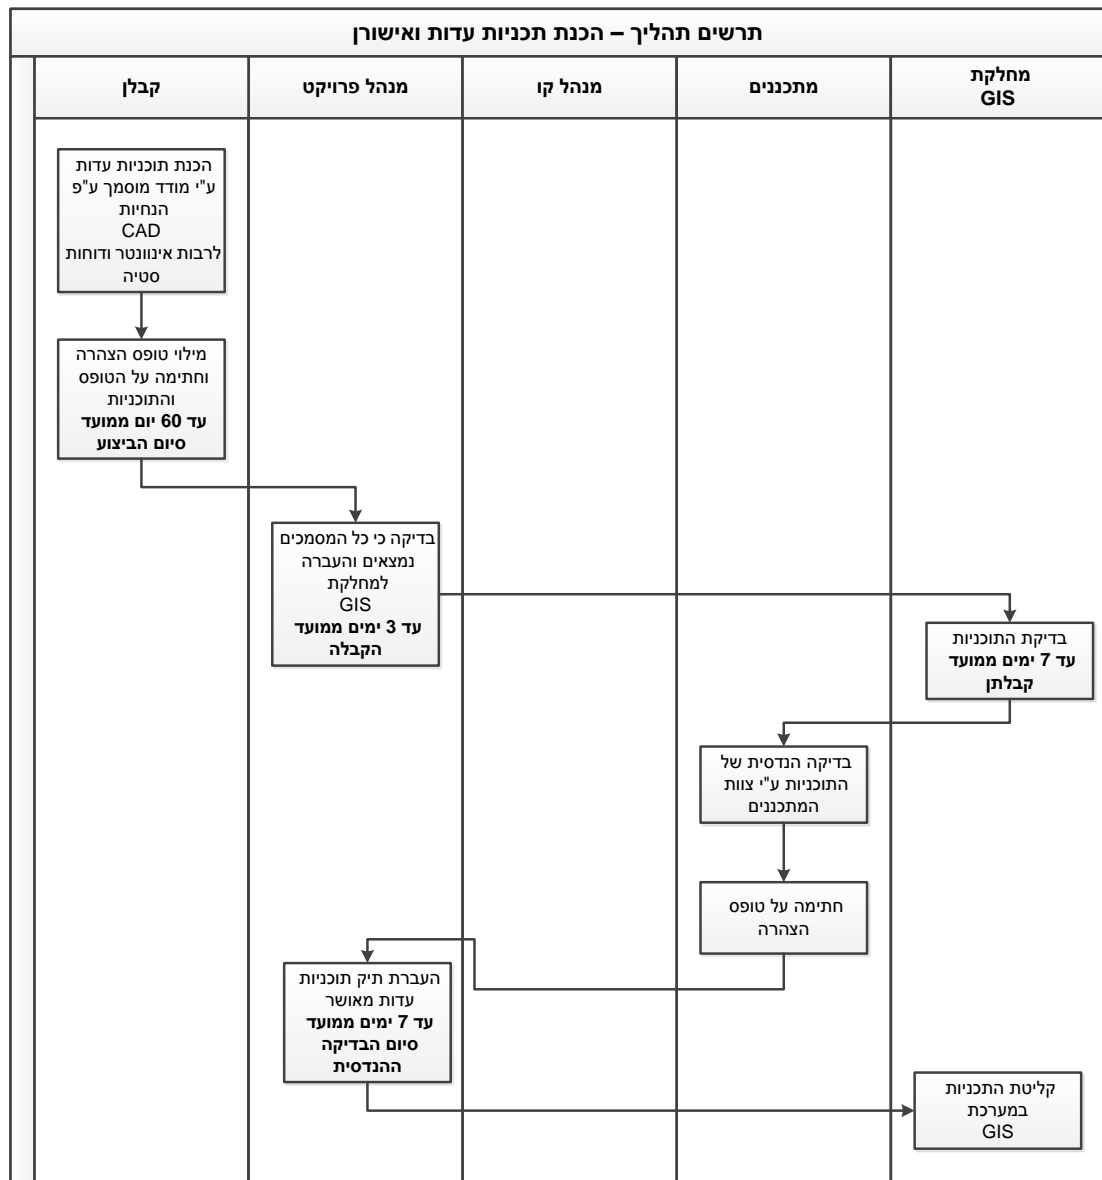 תרשים תהליך – הכנת תכניות עדות ואישורן
מחלקת
GIS
מתכננים
מנהל קו
מנהל פרויקט
קבלן
הכנת תוכניות עדות
ע"י מודד מוסמך ע"פ
הנחיות
CAD
לרבות אינוונטר ודוחות
סטיה
מילוי טופס הצהרה
וחתימה על הטופס
והתוכניות
עד 60 יום ממועד
סיום הביצוע
בדיקה כי כל המסמכים
נמצאים והעברה
למחלקת
GIS
עד 3 ימים ממועד
הקבלה
בדיקת התוכניות
עד 7 ימים ממועד
קבלתן
בדיקה הנדסית של
התוכניות ע"י צוות
המתכננים
חתימה על טופס
הצהרה
העברת תיק תוכניות
עדות מאושר
עד 7 ימים ממועד
סיום הבדיקה
ההנדסית
קליטת התכניות
במערכת
GIS